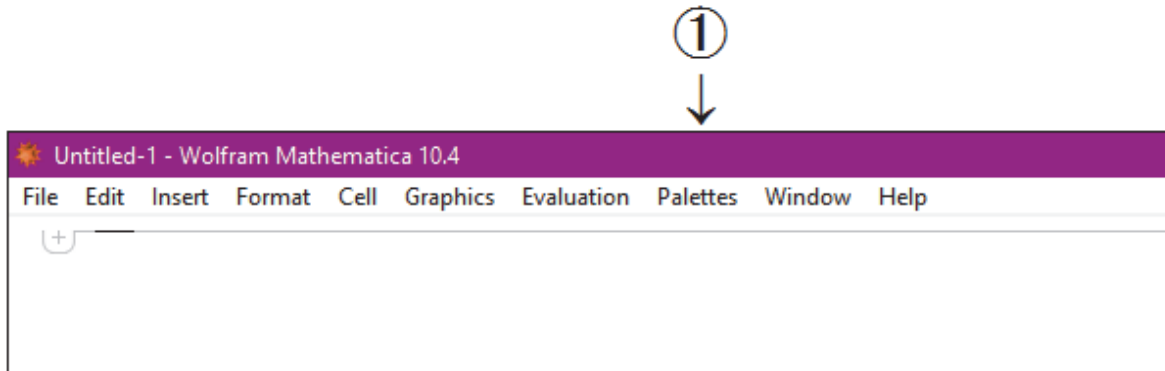 ①
↓
Untitled-1 - Wolfram Mathematica 10.4
File Edit Insert Format Cell Graphics Evaluation Palettes Window Help
+